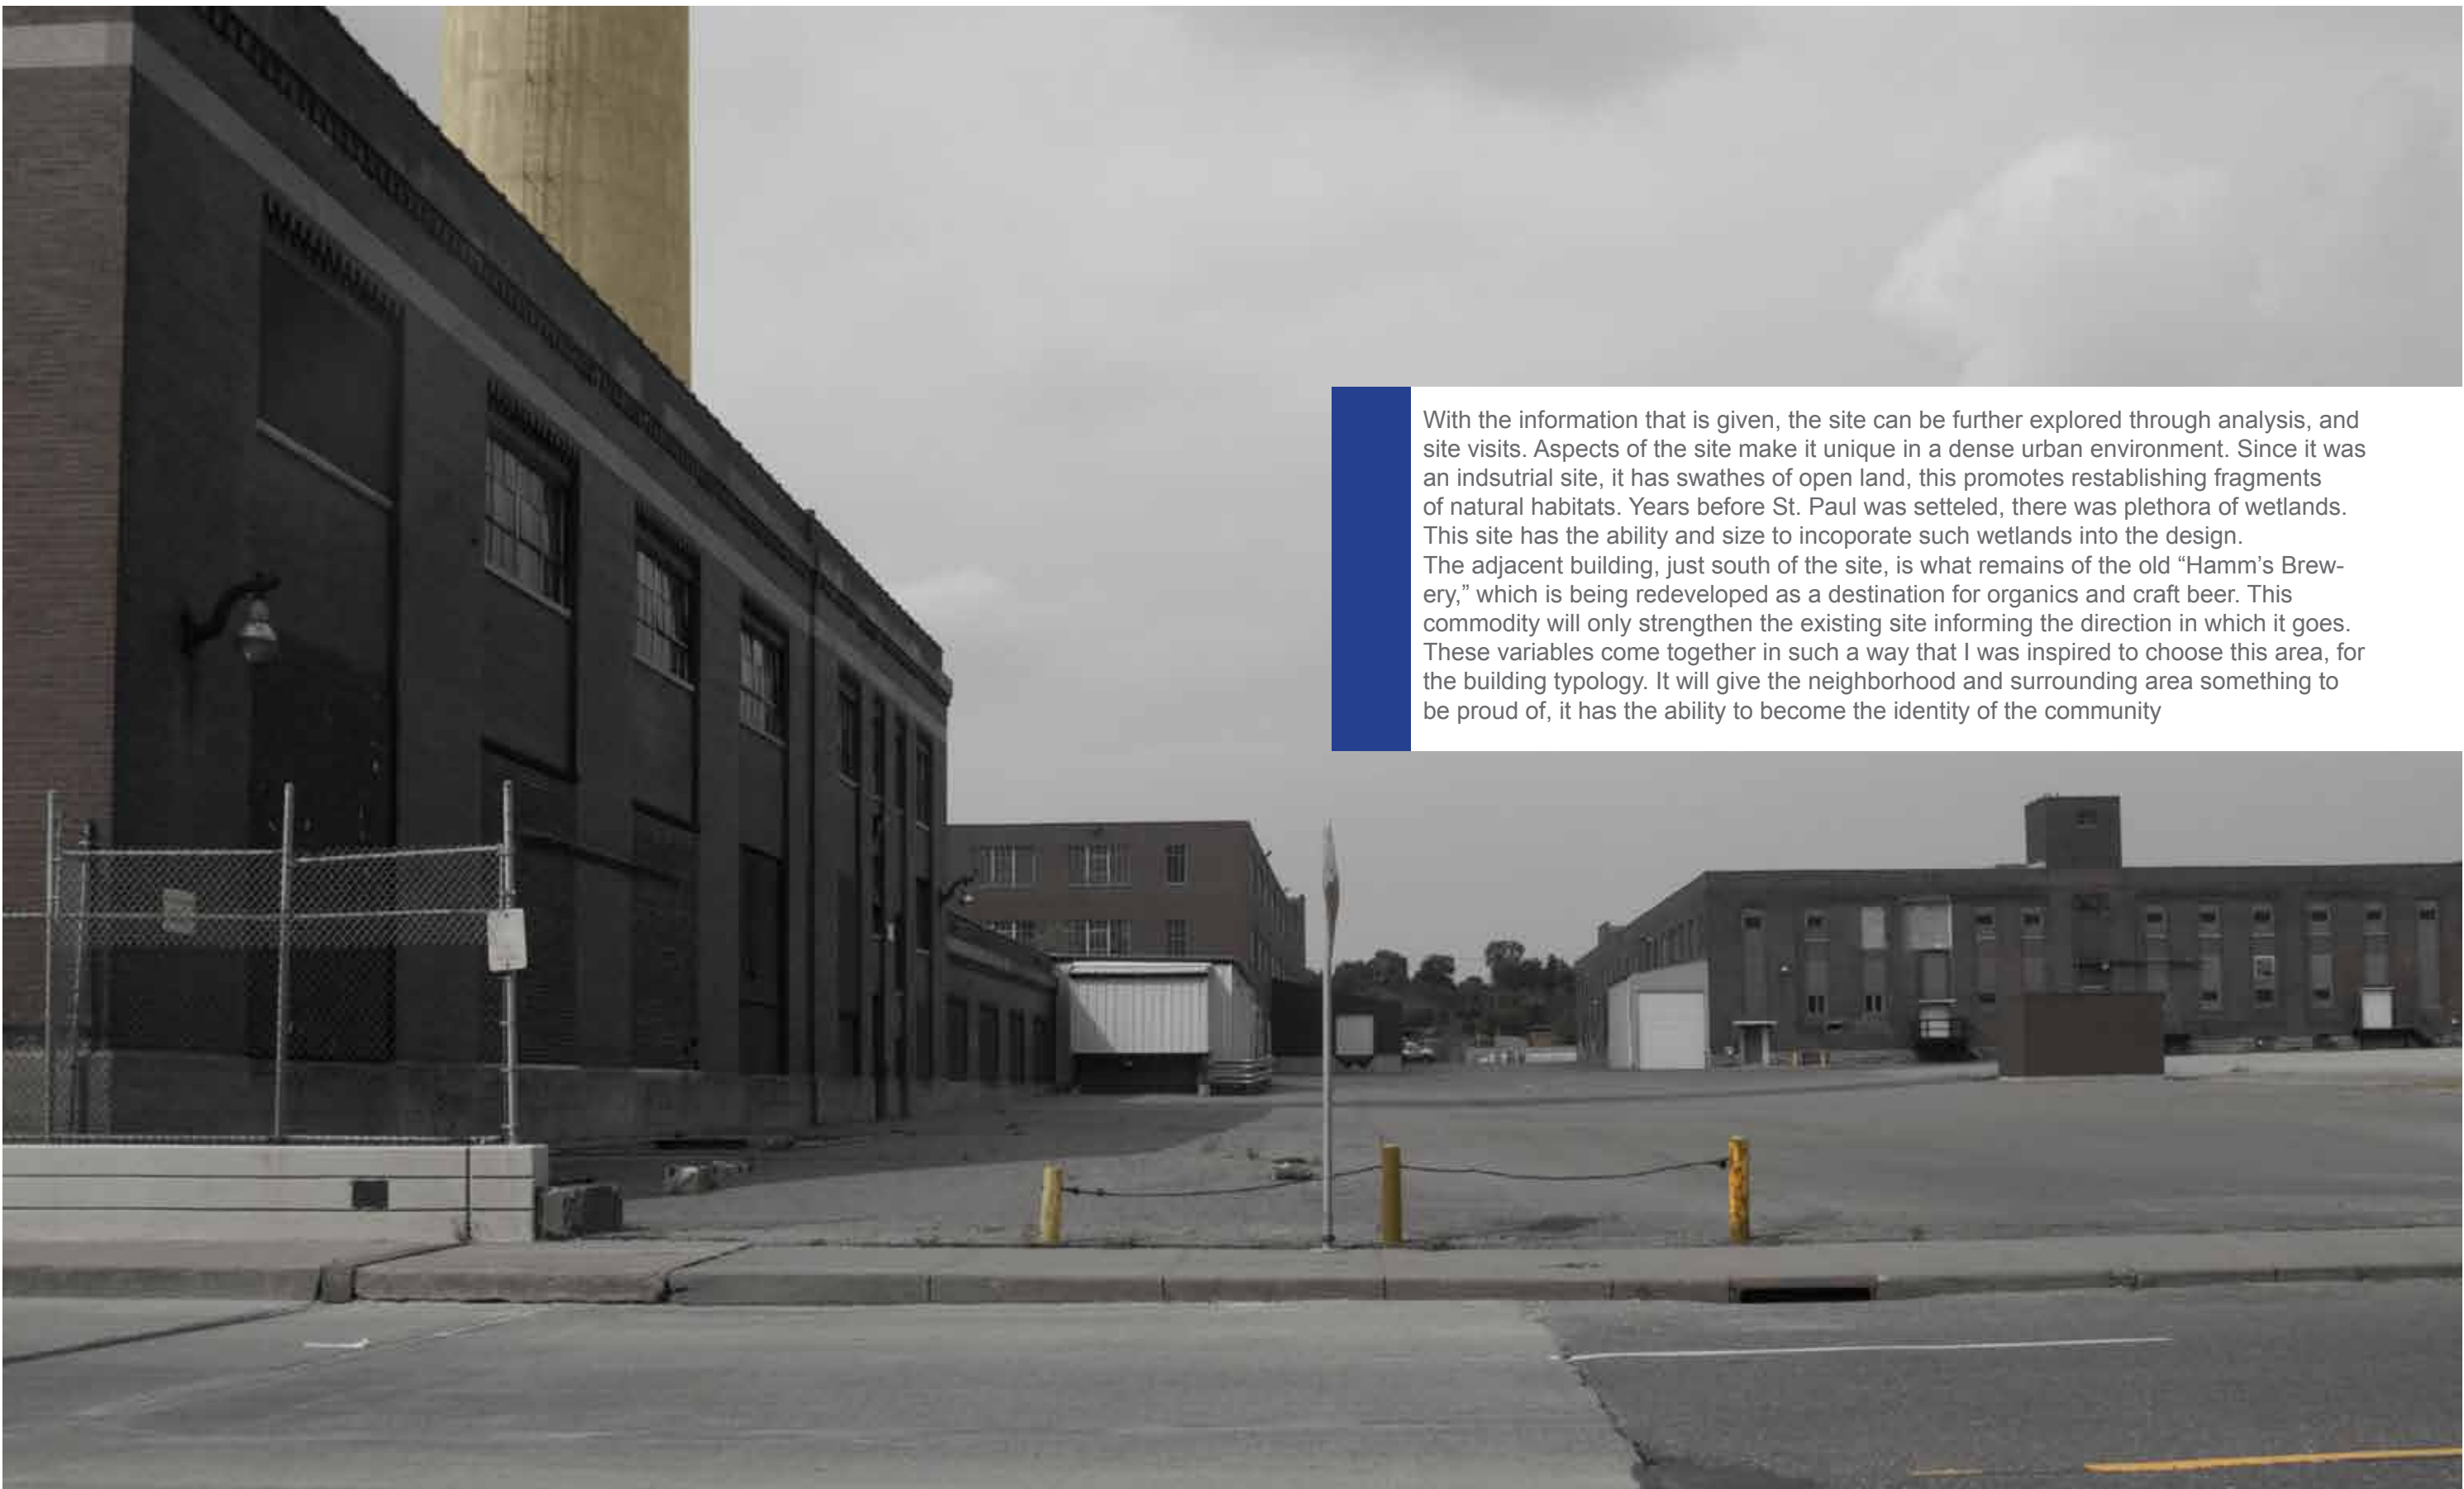 With the information that is given, the site can be further explored through analysis, and
site visits. Aspects of the site make it unique in a dense urban environment. Since it was
an indsutrial site, it has swathes of open land, this promotes restablishing fragments
of natural habitats. Years before St. Paul was setteled, there was plethora of wetlands.
This site has the ability and size to incoporate such wetlands into the design.
The adjacent building, just south of the site, is what remains of the old “Hamm’s Brew-
ery,” which is being redeveloped as a destination for organics and craft beer. This
commodity will only strengthen the existing site informing the direction in which it goes.
These variables come together in such a way that I was inspired to choose this area, for
the building typology. It will give the neighborhood and surrounding area something to
be proud of, it has the ability to become the identity of the community